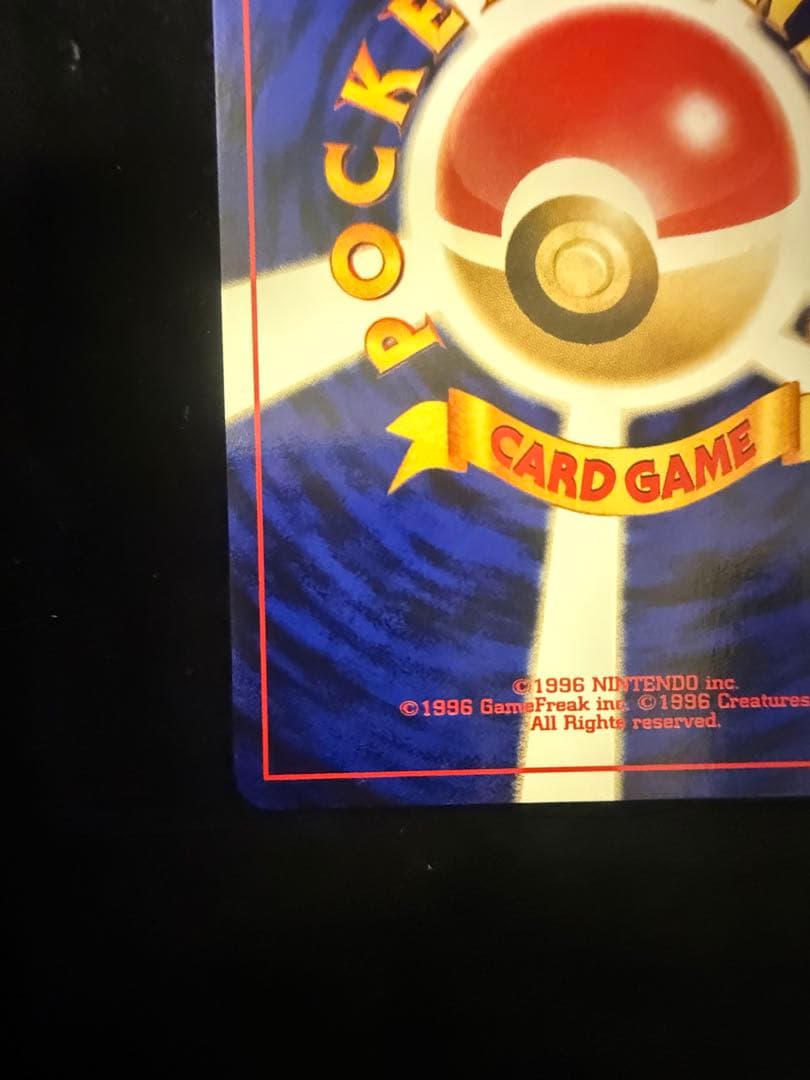 POCKE
CARD GAME
©1996 NINTENDO inc.
©1996 GameFreak inc. ©1996 Creatures
All Rights reserved.